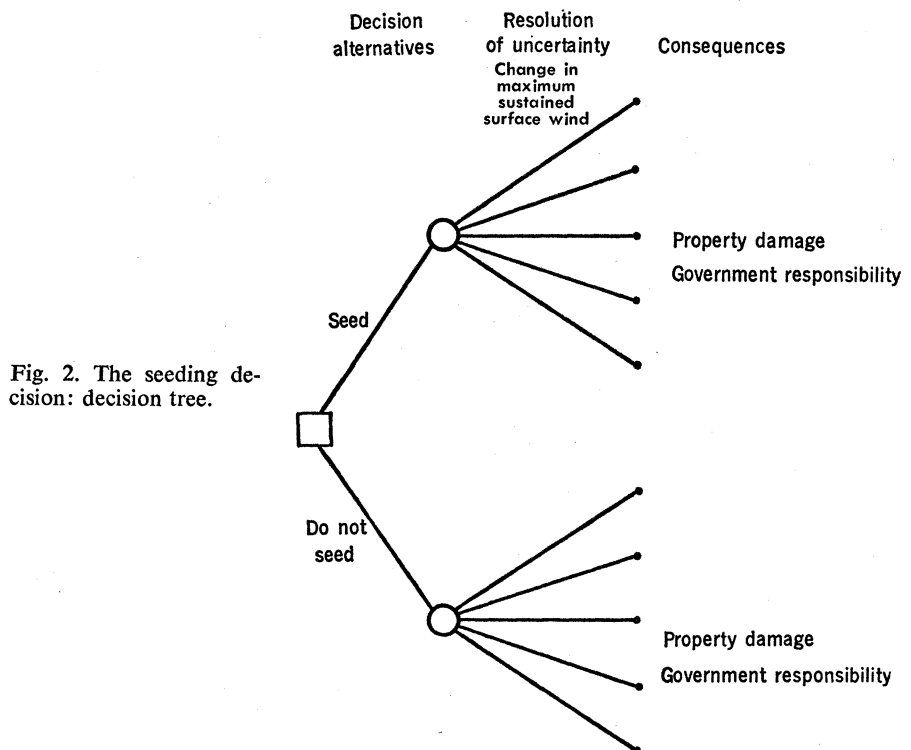 Decision
alternatives
Resolution
of uncertainty
Change in
maximum
sustained
surface wind
Consequences
Property damage
Government responsibility
Seed
Fig. 2. The seeding de-
cision: decision tree.
Do not
seed
Property damage
Government responsibility